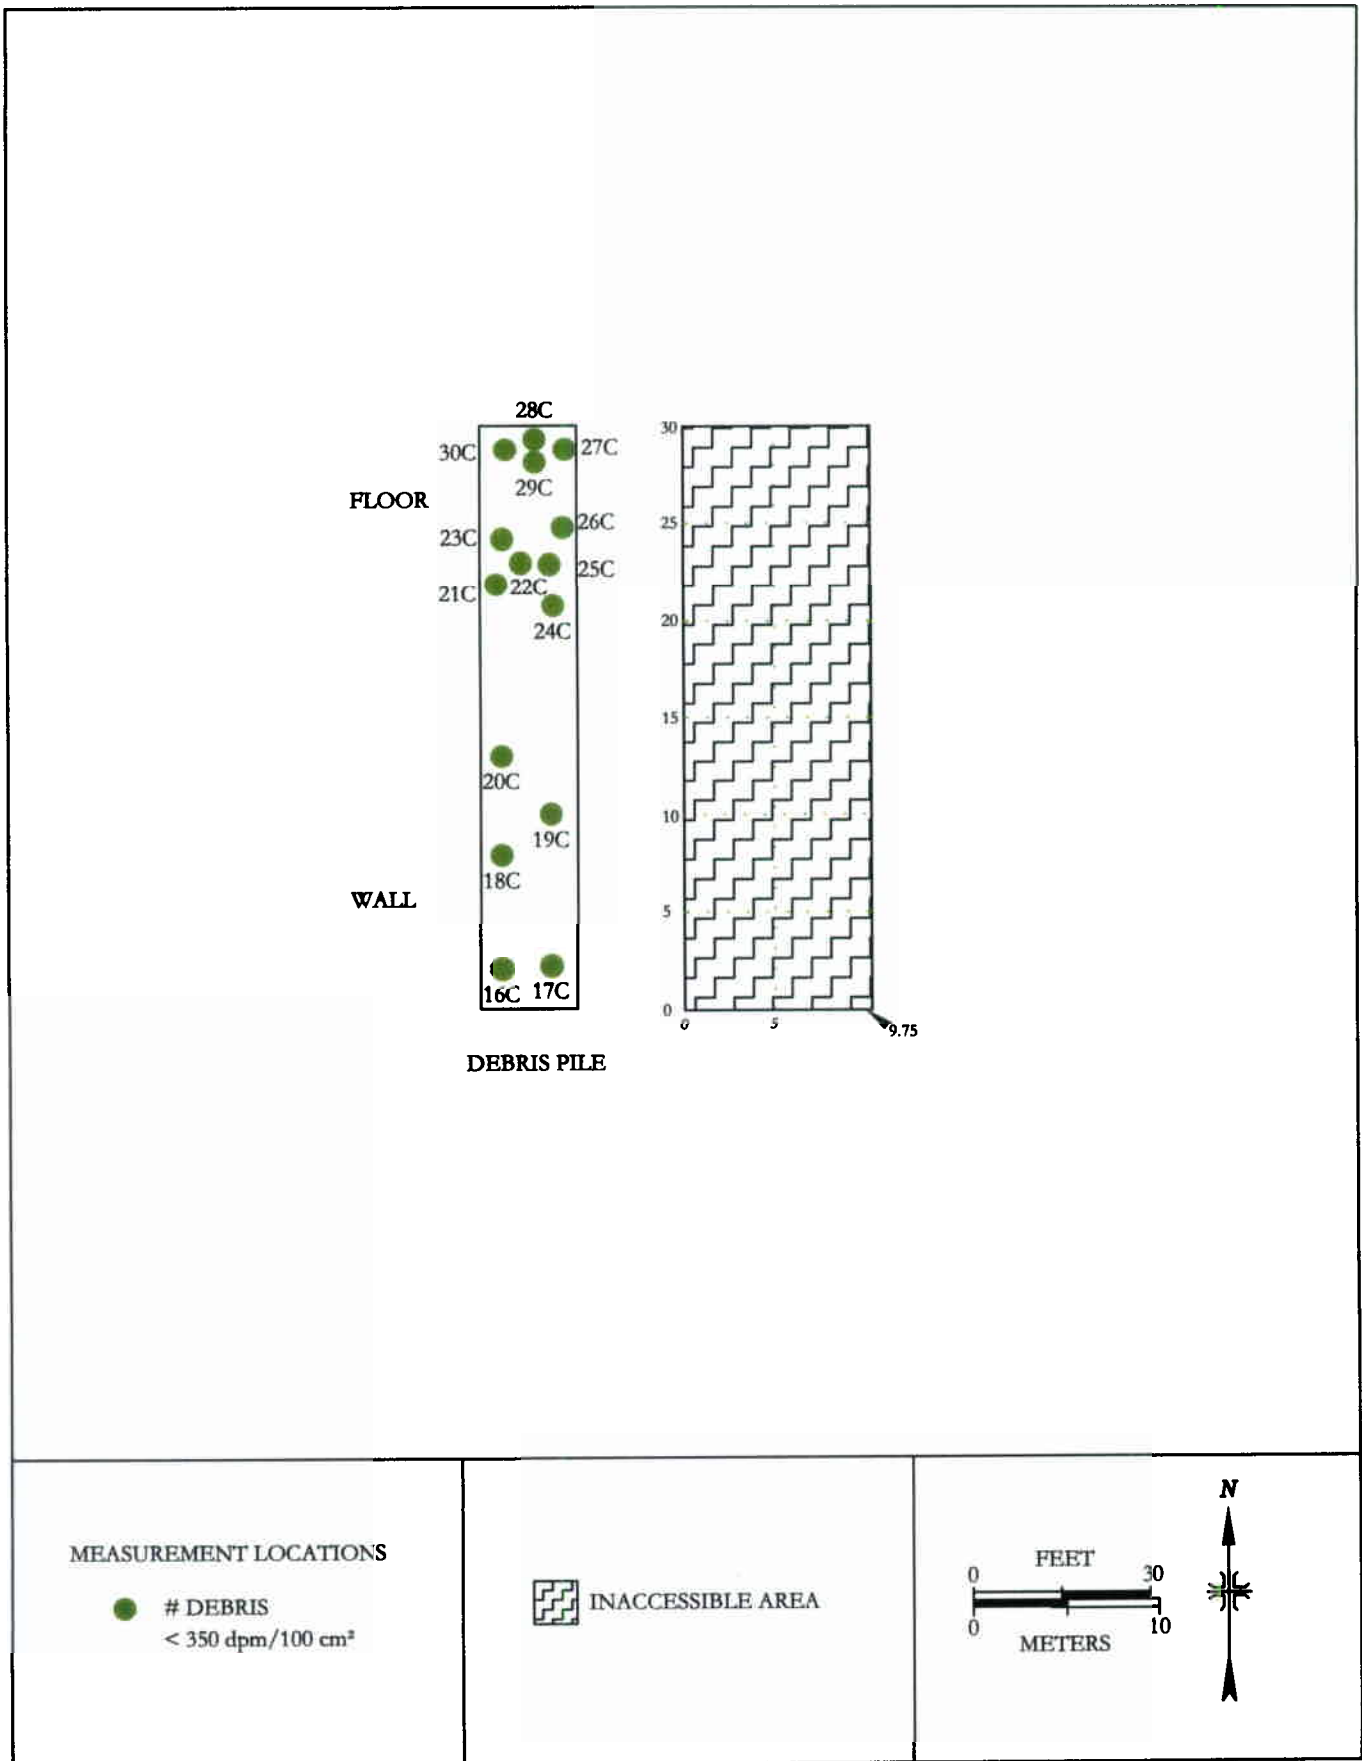 28C
30C
27C
29C
FLOOR
26C
23C
25C
22C
21C
24C
20C
19C
18C
WALL
16C 17C
DEBRIS PILE
30
25
20
15
10
5
0
0 5 9.75
MEASUREMENT LOCATIONS
# DEBRIS
< 350 dpm/100 cm²
INACCESSIBLE AREA
FEET
0 30
0 10
METERS
N